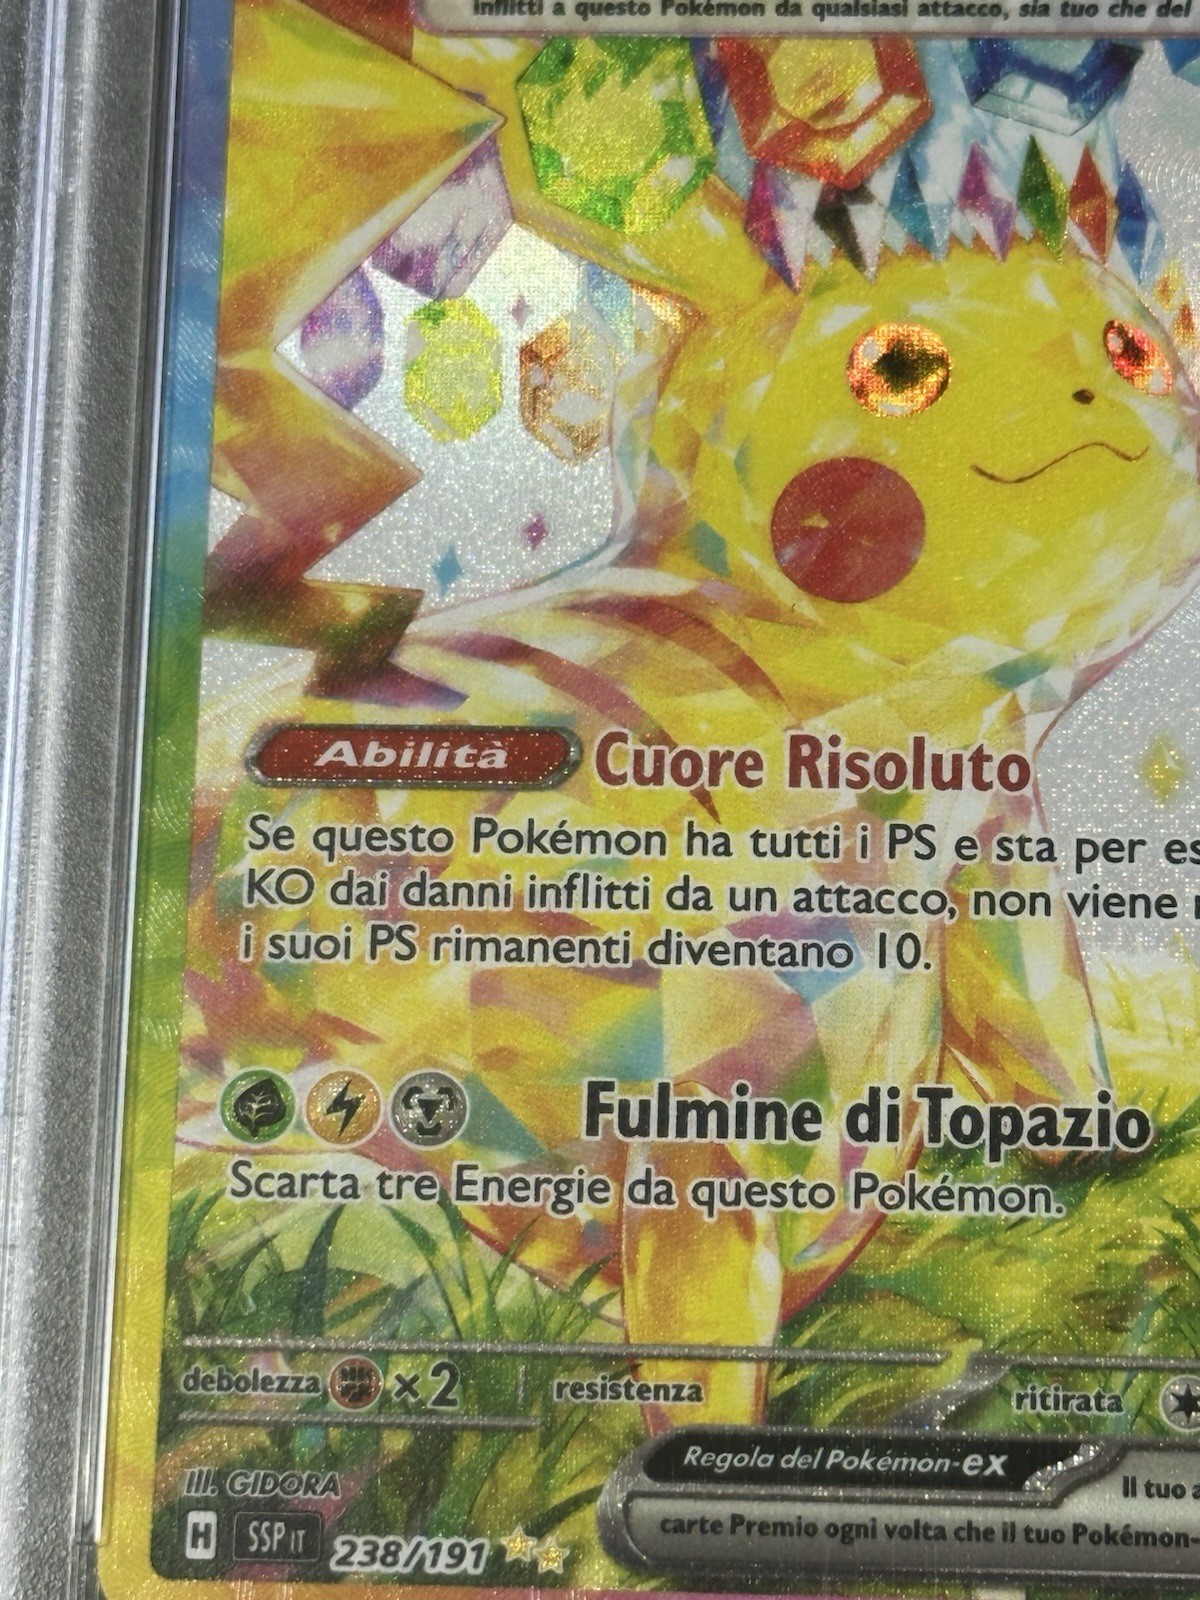 inflitti a questo Pokémon da qualsiasi attacco, sia tuo che del
Abilità Cuore Risoluto
Se questo Pokémon ha tutti i PS e sta per es
KO dai danni inflitti da un attacco, non viene
i suoi PS rimanenti diventano 10.
Fulmine di Topazio
Scarta tre Energie da questo Pokémon.
debolezza ×2 resistenza ritirata
Regola del Pokémon-ex
Ill. GIDORA
Il tuo a
carte Premio ogni volta che il tuo Pokémon-
H SSP IT 238/191